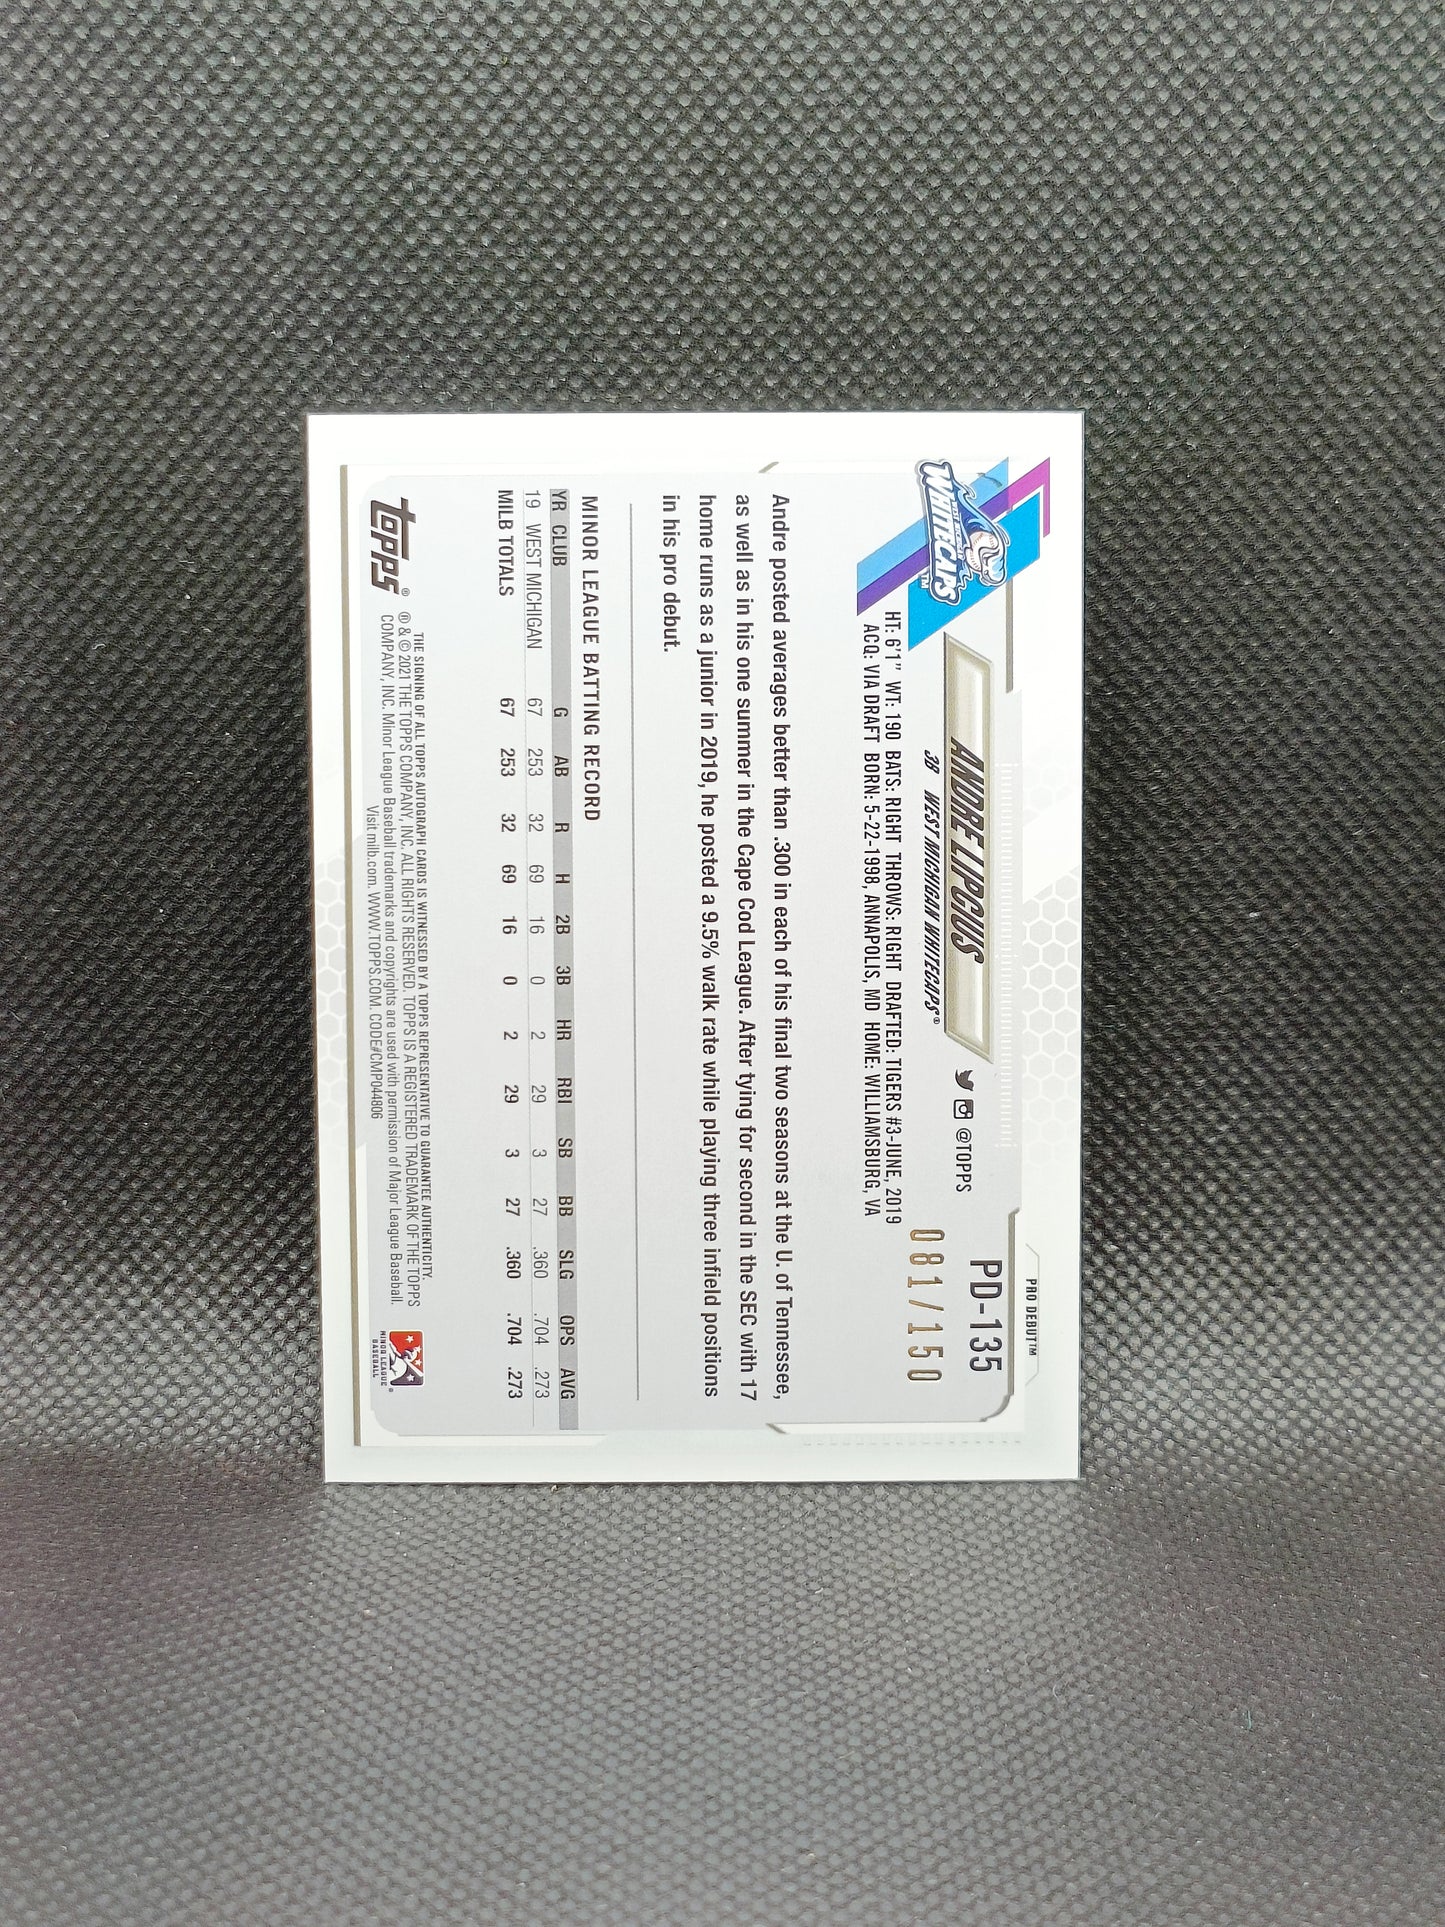 PRO DEBUT™
PD-135
081/150
WEST MICHIGAN
WHITECAPS™
ANDRE LIPCIUS
@TOPPS
3B WEST MICHIGAN WHITECAPS®
HT: 6'1" WT: 190 BATS: RIGHT THROWS: RIGHT DRAFTED: TIGERS #3-JUNE, 2019
ACQ: VIA DRAFT BORN: 5-22-1998, ANNAPOLIS, MD HOME: WILLIAMSBURG, VA
Andre posted averages better than .300 in each of his final two seasons at the U. of Tennessee,
as well as in his one summer in the Cape Cod League. After tying for second in the SEC with 17
home runs as a junior in 2019, he posted a 9.5% walk rate while playing three infield positions
in his pro debut.
MINOR LEAGUE BATTING RECORD
YR CLUB G AB R H 2B 3B HR RBI SB BB SLG OPS AVG
19 WEST MICHIGAN 67 253 32 69 16 0 2 29 3 27 .360 .704 .273
MILB TOTALS 67 253 32 69 16 0 2 29 3 27 .360 .704 .273
topps®
THE SIGNING OF ALL TOPPS AUTOGRAPH CARDS IS WITNESSED BY A TOPPS REPRESENTATIVE TO GUARANTEE AUTHENTICITY.
® & © 2021 THE TOPPS COMPANY, INC. ALL RIGHTS RESERVED. TOPPS IS A REGISTERED TRADEMARK OF THE TOPPS
COMPANY, INC. Minor League Baseball trademarks and copyrights are used with permission of Major League Baseball.
Visit milb.com. WWW.TOPPS.COM. CODE#CMP044806
MINOR LEAGUE
BASEBALL®